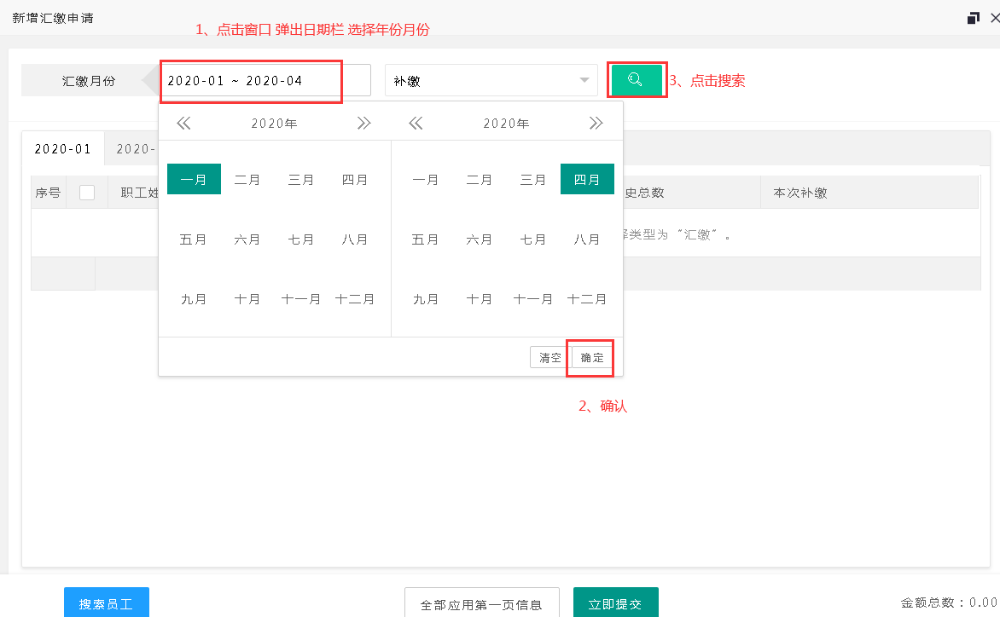 新增汇缴申请
1、点击窗口 弹出日期栏 选择年份月份
汇缴月份 2020-01 ~ 2020-04 补缴 3、点击搜索
2020年 2020年
2020-01 2020-
一月 二月 三月 四月 一月 二月 三月 四月
序号 职工姓 史总数 本次补缴
五月 六月 七月 八月 五月 六月 七月 八月
类型为“汇缴”。
九月 十月 十一月 十二月 九月 十月 十一月 十二月
清空 确定
2、确认
搜索员工 全部应用第一页信息 立即提交 金额总数：0.00